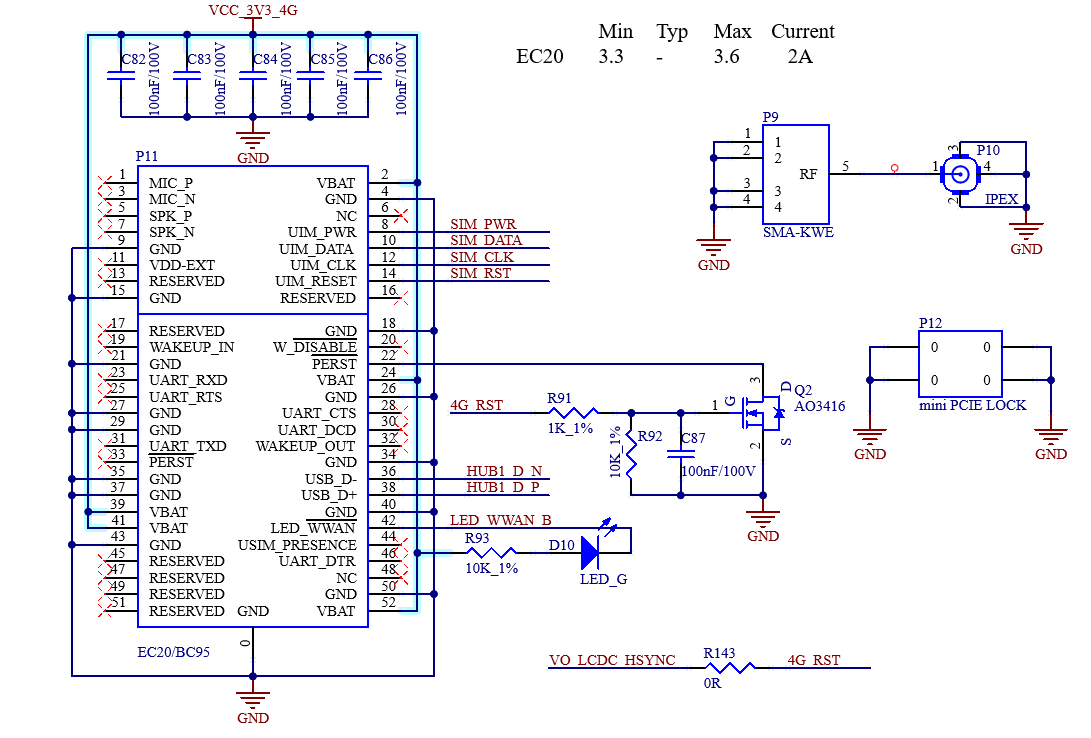 VCC_3V3_4G
Min Typ Max Current
EC20 3.3 - 3.6 2A
C82 100nF/100V
C83 100nF/100V
C84 100nF/100V
C85 100nF/100V
C86 100nF/100V
GND
P11
1 MIC_P VBAT 2
3 MIC_N GND 4
5 SPK_P NC 6
7 SPK_N UIM_PWR 8 SIM_PWR
9 GND UIM_DATA 10 SIM_DATA
11 VDD-EXT UIM_CLK 12 SIM_CLK
13 RESERVED UIM_RESET 14 SIM_RST
15 GND RESERVED 16
17 RESERVED GND 18
19 WAKEUP_IN W_DISABLE 20
21 GND PERST 22
23 UART_RXD VBAT 24
25 UART_RTS GND 26
27 GND UART_CTS 28
29 GND UART_DCD 30
31 UART_TXD WAKEUP_OUT 32
33 PERST GND 34
35 GND USB_D- 36 HUB1_D_N
37 GND USB_D+ 38 HUB1_D_P
39 VBAT GND 40
41 VBAT LED_WWAN 42 LED_WWAN_B
43 GND USIM_PRESENCE 44
45 RESERVED UART_DTR 46
47 RESERVED NC 48
49 RESERVED GND 50
51 RESERVED GND VBAT 52
0
EC20/BC95
GND
P9
1 1
2 2
3 3
4 4
RF 5
SMA-KWE
GND
P10
1 3 4 2
IPEX
GND
P12
0 0
0 0
mini PCIE LOCK
GND
GND
4G_RST
R91
1K_1%
R92
10K_1%
C87
100nF/100V
1 G
3 D
2 S
Q2
AO3416
GND
R93
10K_1%
D10
LED_G
VO_LCDC_HSYNC R143 4G_RST
0R